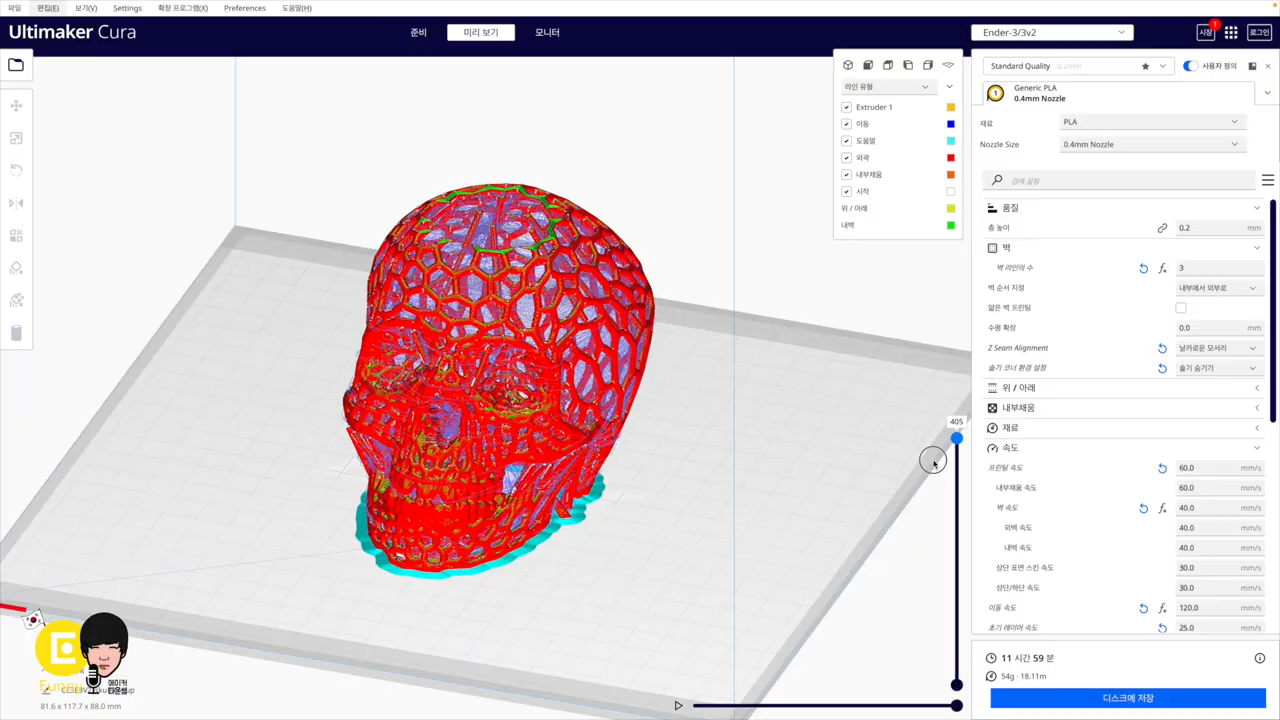 파일 편집(E) 보기(V) Settings 확장 프로그램(X) Preferences 도움말(H)
Ultimaker Cura
준비 미리 보기 모니터
Ender-3/3v2
시장 1 로그인
라인 유형
Extruder 1
이동
도움말
외곽
내부채움
시작
위 / 아래
내벽
Standard Quality 0.2mm
사용자 정의
1
Generic PLA
0.4mm Nozzle
재료 PLA
Nozzle Size 0.4mm Nozzle
검색 설정
품질
층 높이 0.2 mm
벽
벽 라인의 수 3
벽 순서 지정 내부에서 외부로
얇은 벽 프린팅
수평 확장 0.0 mm
Z Seam Alignment 날카로운 모서리
솔기 코너 환경 설정 솔기 숨기기
위 / 아래
내부채움
재료
속도
프린팅 속도 60.0 mm/s
내부채움 속도 60.0 mm/s
벽 속도 40.0 mm/s
외벽 속도 40.0 mm/s
내벽 속도 40.0 mm/s
상단 표면 스킨 속도 30.0 mm/s
상단/하단 속도 30.0 mm/s
이동 속도 120.0 mm/s
초기 레이어 속도 25.0 mm/s
405
11 시간 59 분
54g · 18.11m
디스크에 저장
메이커
다운쌤
81.6 x 117.7 x 88.0 mm